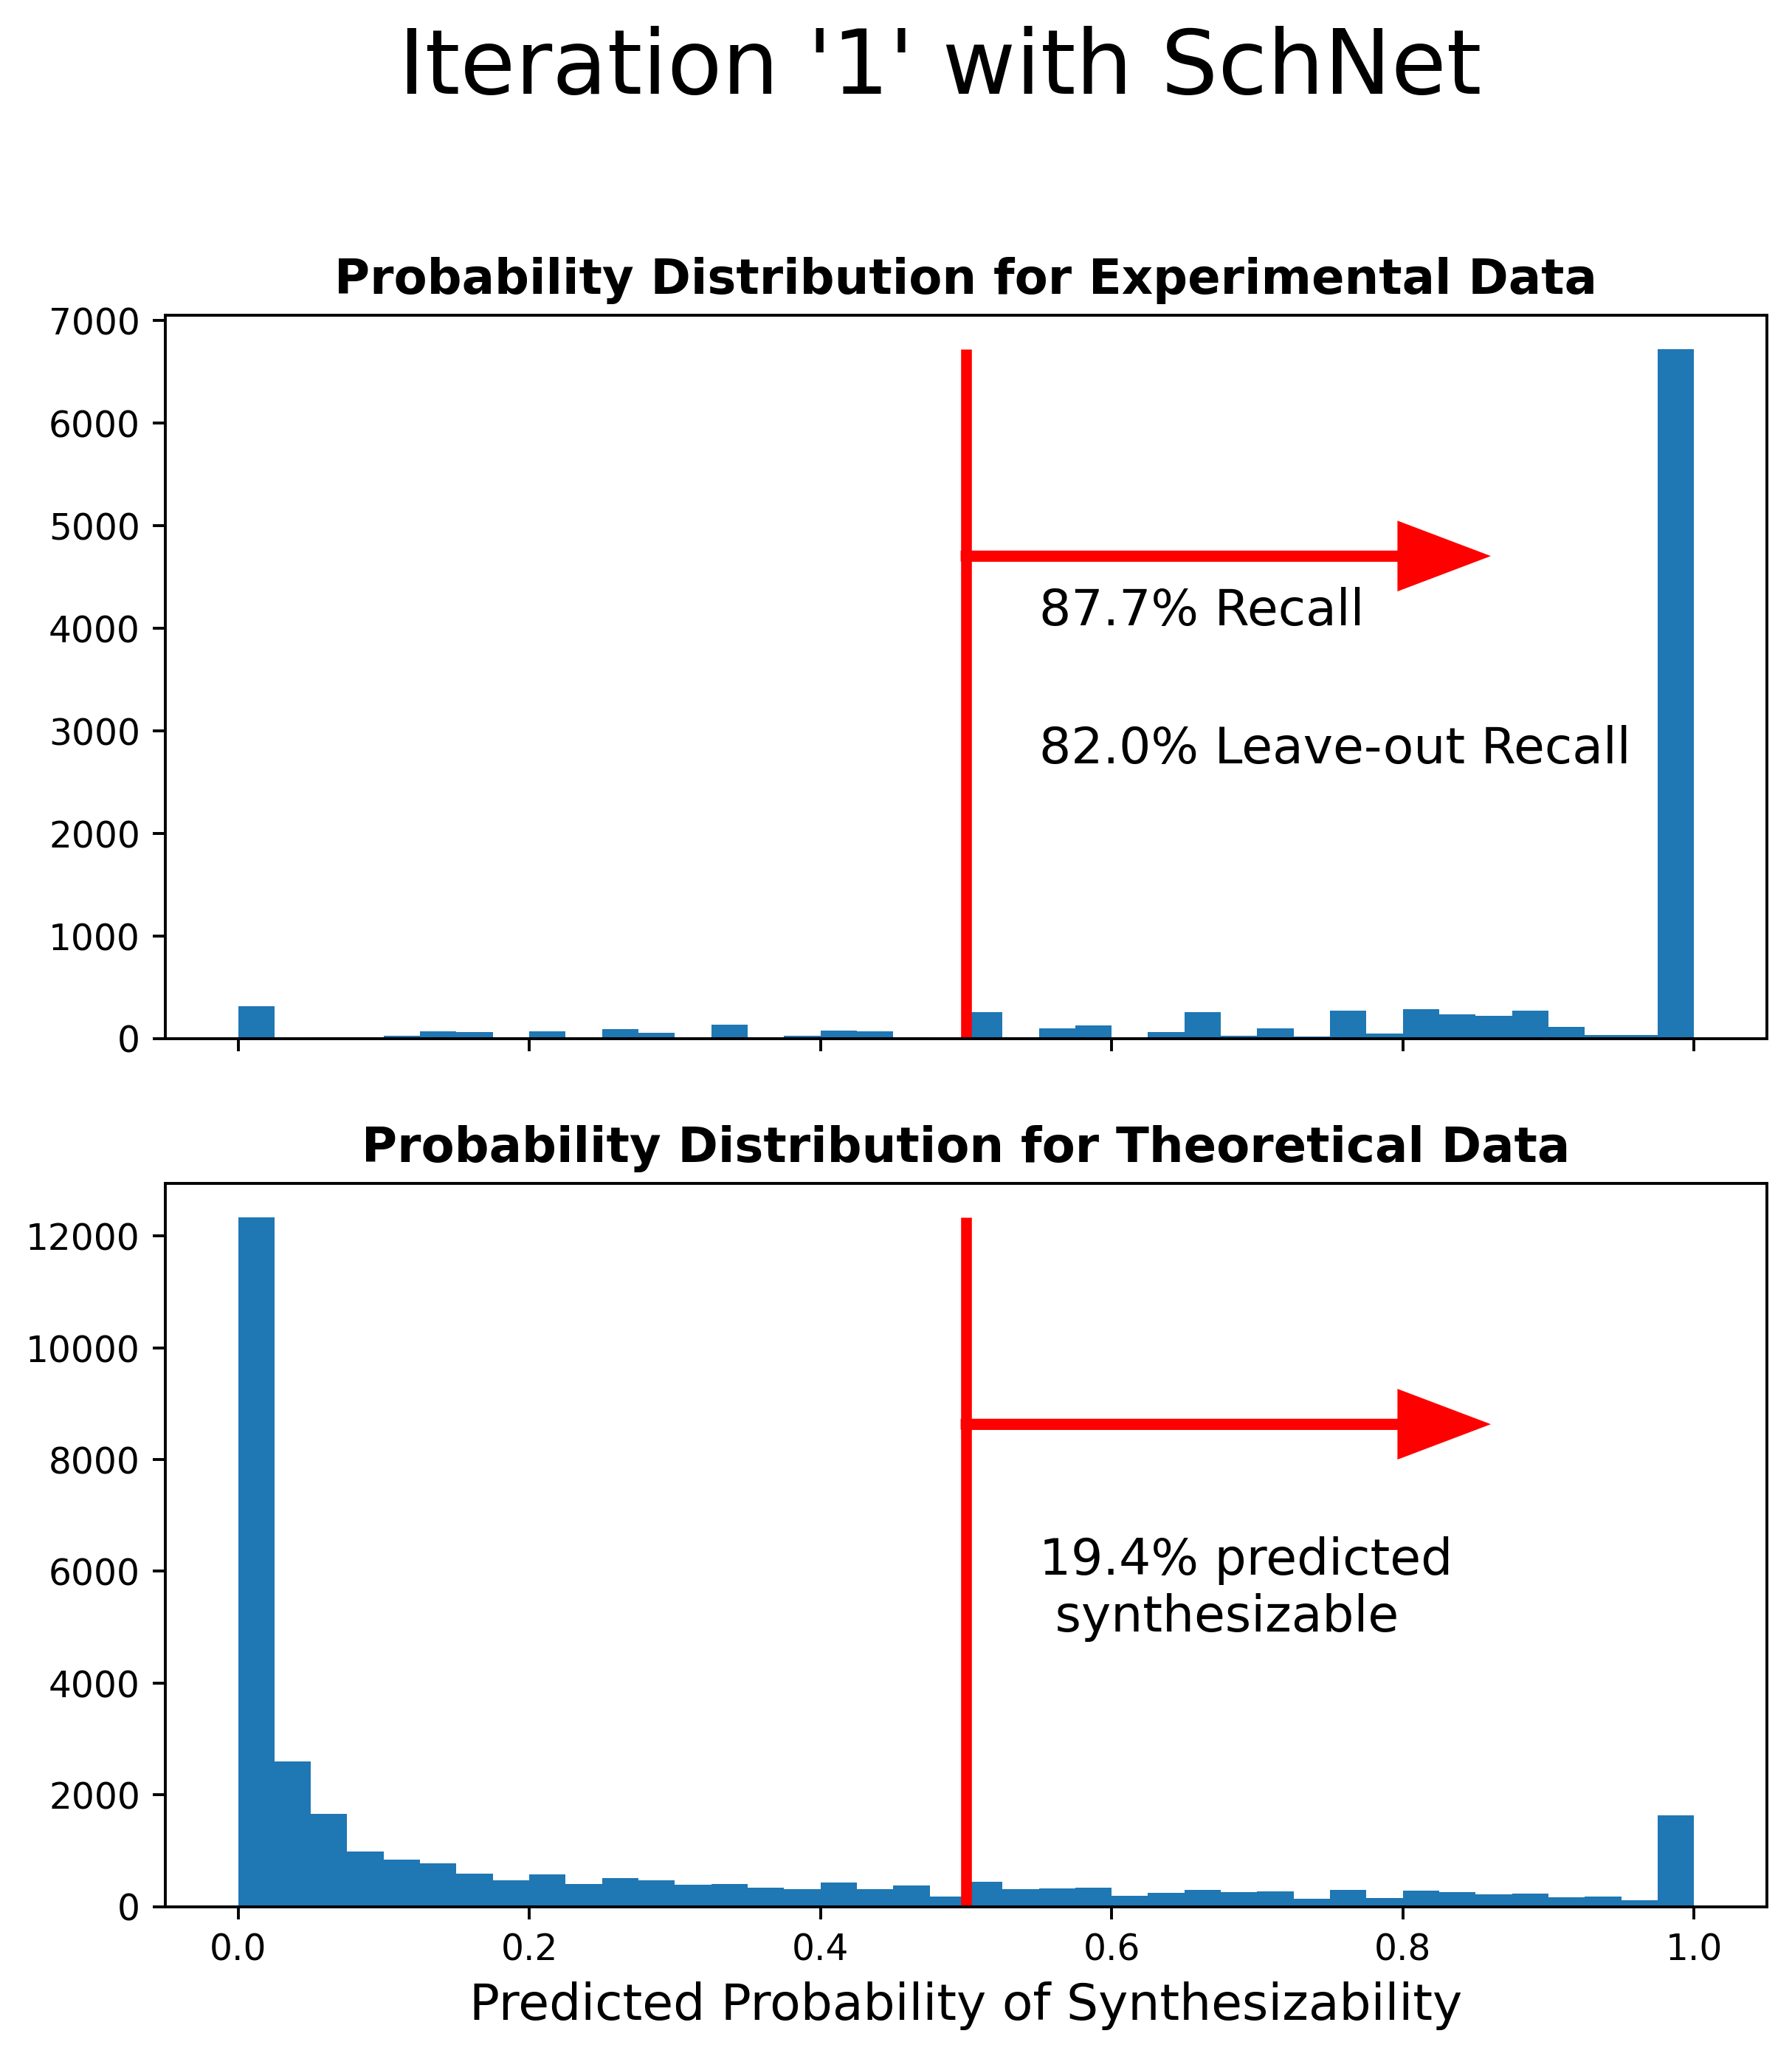 Iteration '1' with SchNet
Probability Distribution for Experimental Data
7000
6000
5000
4000
3000
2000
1000
0
87.7% Recall
82.0% Leave-out Recall
Probability Distribution for Theoretical Data
12000
10000
8000
6000
4000
2000
0
19.4% predicted
synthesizable
0.0 0.2 0.4 0.6 0.8 1.0
Predicted Probability of Synthesizability